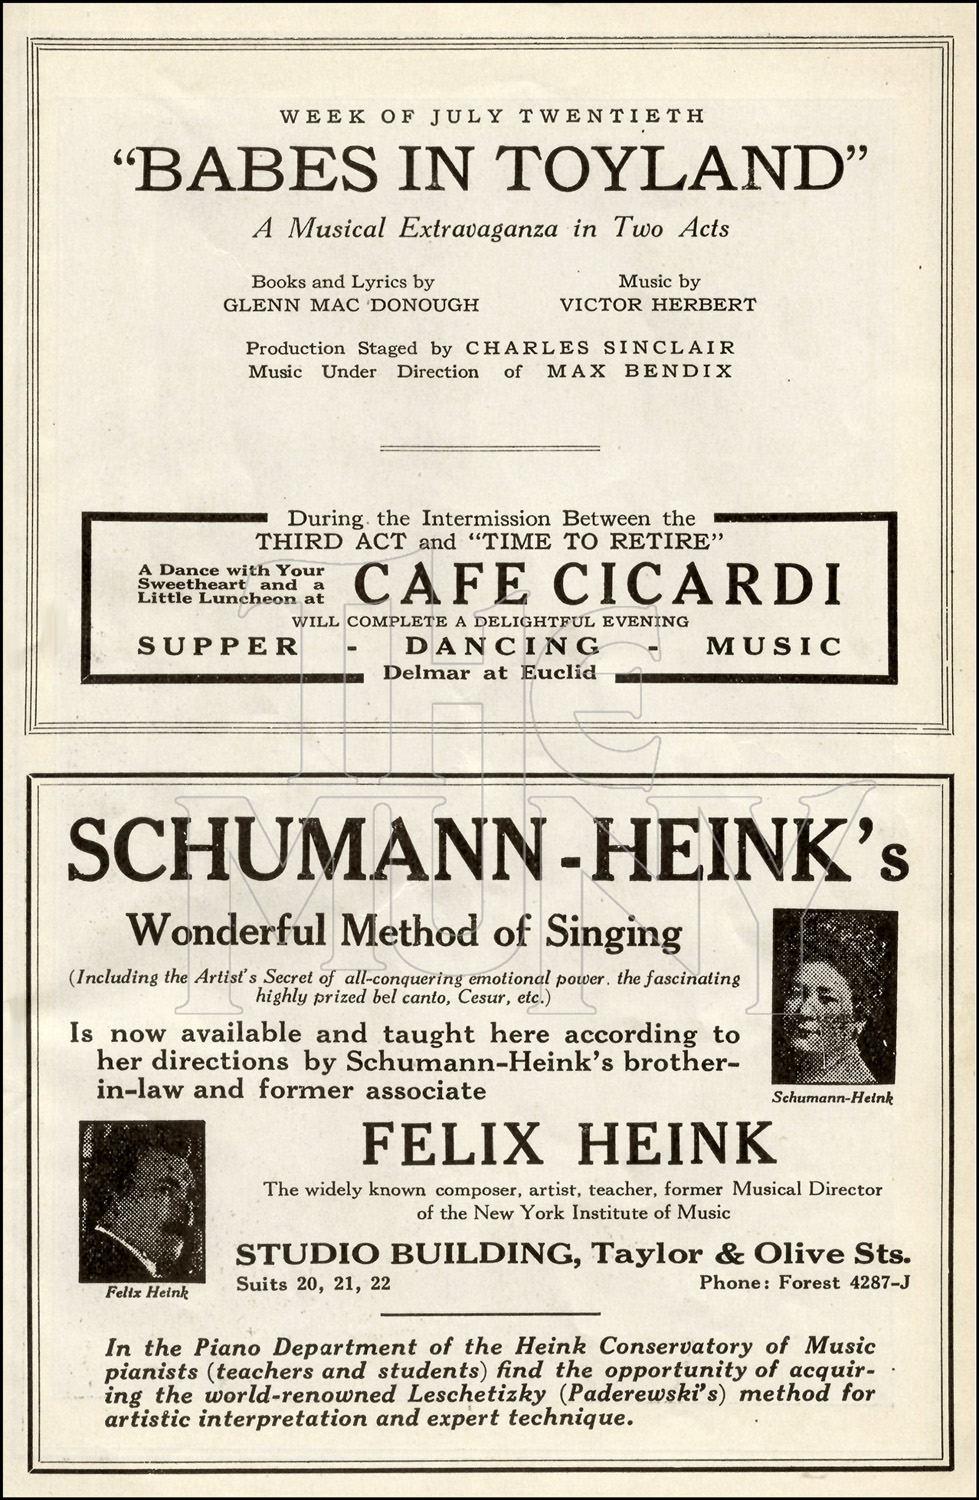 WEEK OF JULY TWENTIETH
“BABES IN TOYLAND”
A Musical Extravaganza in Two Acts
Books and Lyrics by
GLENN MAC DONOUGH
Music by
VICTOR HERBERT
Production Staged by CHARLES SINCLAIR
Music Under Direction of MAX BENDIX
During the Intermission Between the
THIRD ACT and “TIME TO RETIRE”
A Dance with Your
Sweetheart and a
Little Luncheon at
CAFE CICARDI
WILL COMPLETE A DELIGHTFUL EVENING
SUPPER - DANCING - MUSIC
Delmar at Euclid
The
MUNY
SCHUMANN-HEINK’s
Wonderful Method of Singing
(Including the Artist’s Secret of all-conquering emotional power. the fascinating
highly prized bel canto, Cesur, etc.)
Is now available and taught here according to
her directions by Schumann-Heink’s brother-
in-law and former associate
Schumann-Heink
FELIX HEINK
The widely known composer, artist, teacher, former Musical Director
of the New York Institute of Music
STUDIO BUILDING, Taylor & Olive Sts.
Suits 20, 21, 22
Phone: Forest 4287-J
Felix Heink
In the Piano Department of the Heink Conservatory of Music
pianists (teachers and students) find the opportunity of acquir-
ing the world-renowned Leschetizky (Paderewski’s) method for
artistic interpretation and expert technique.